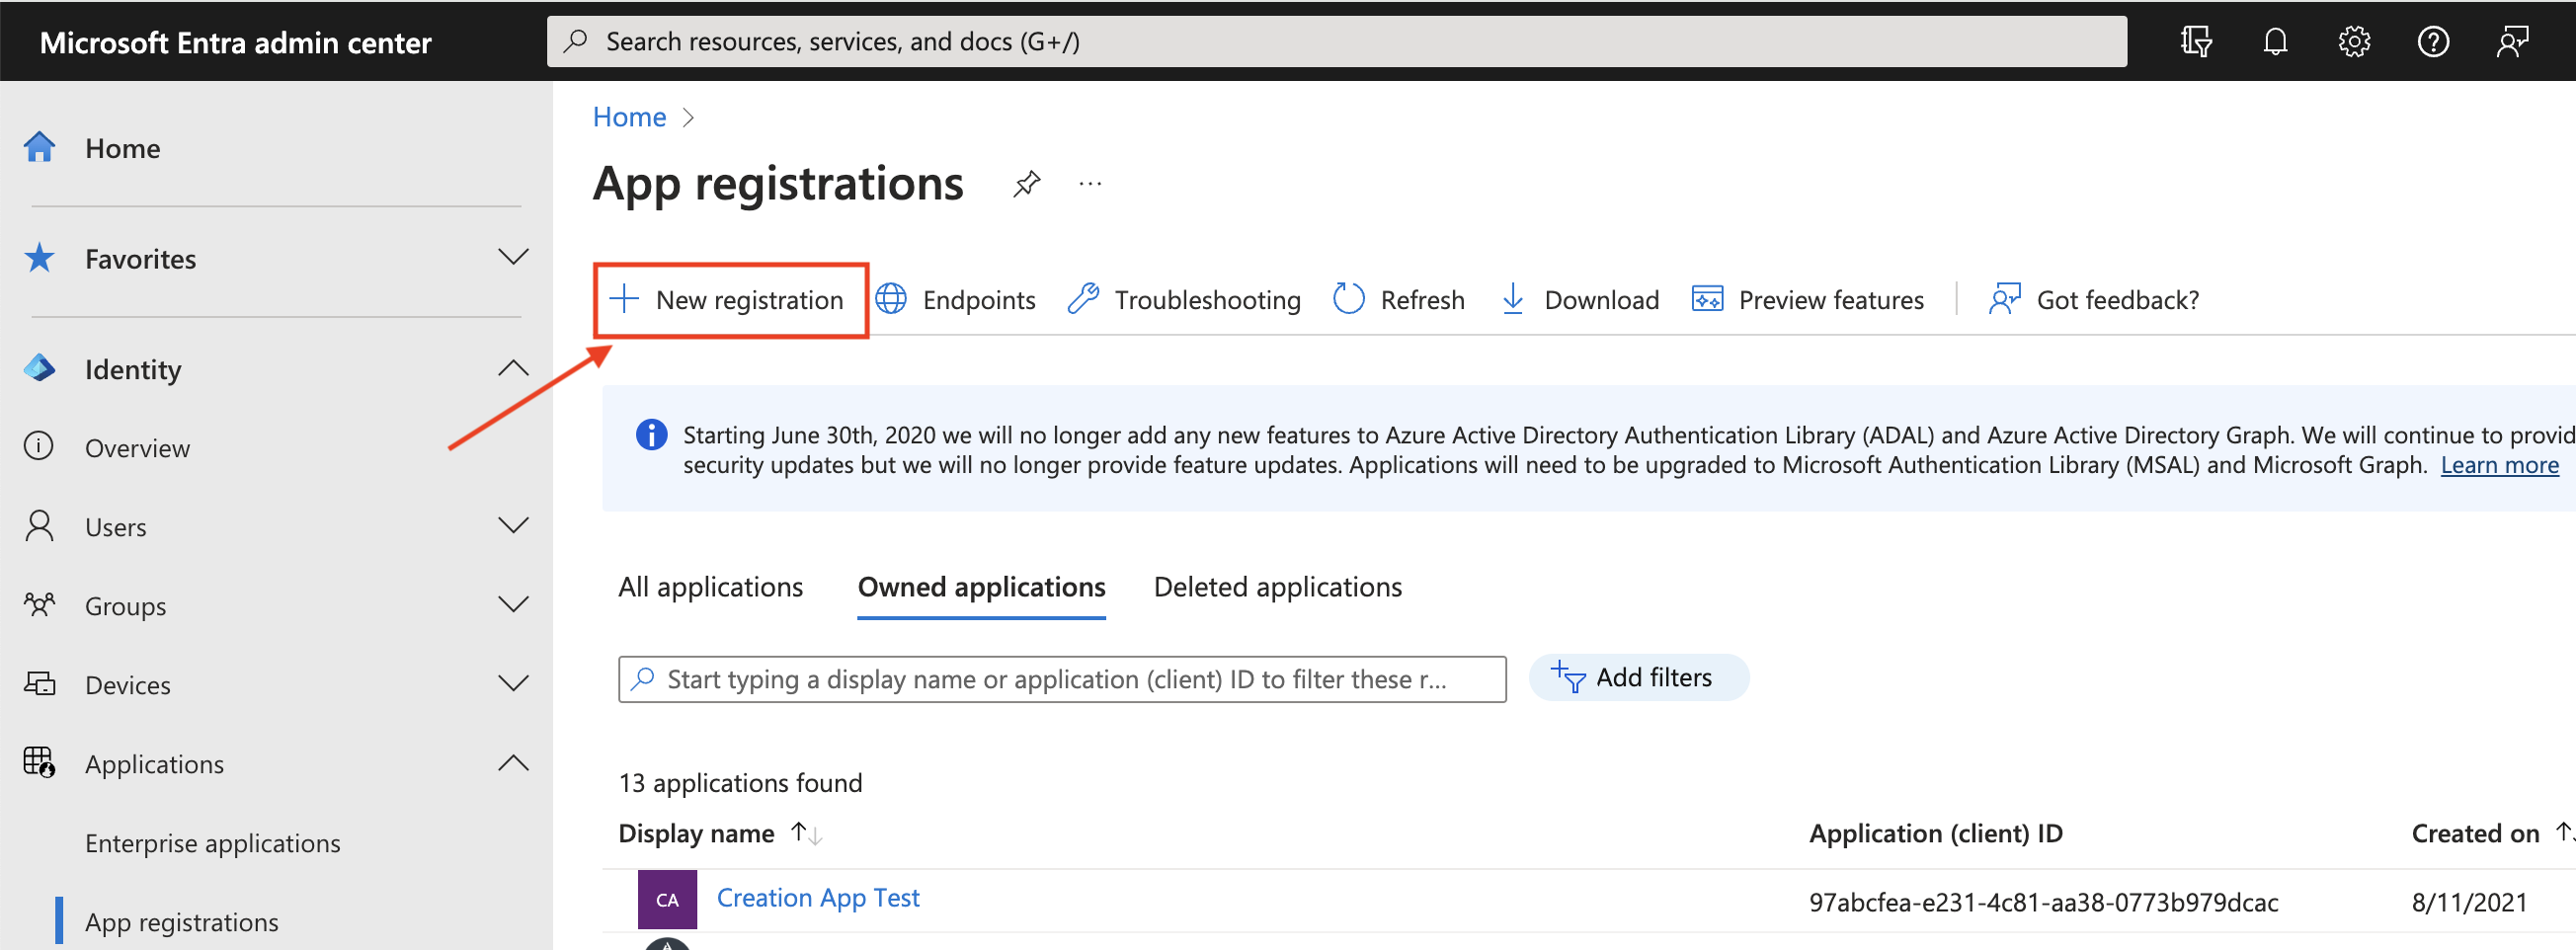 Microsoft Entra admin center
Search resources, services, and docs (G+/)
Home
Favorites
Identity
Overview
Users
Groups
Devices
Applications
Enterprise applications
App registrations
Home
App registrations
New registration
Endpoints
Troubleshooting
Refresh
Download
Preview features
Got feedback?
Starting June 30th, 2020 we will no longer add any new features to Azure Active Directory Authentication Library (ADAL) and Azure Active Directory Graph. We will continue to provid
security updates but we will no longer provide feature updates. Applications will need to be upgraded to Microsoft Authentication Library (MSAL) and Microsoft Graph. Learn more
All applications
Owned applications
Deleted applications
Start typing a display name or application (client) ID to filter these r...
Add filters
13 applications found
Display name
Application (client) ID
Created on
CA
Creation App Test
97abcfea-e231-4c81-aa38-0773b979dcac
8/11/2021